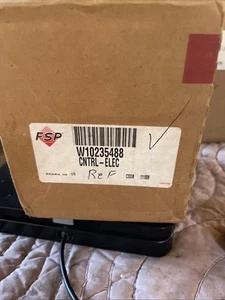 FSP
W10235488
CNTRL-ELEC
Ref